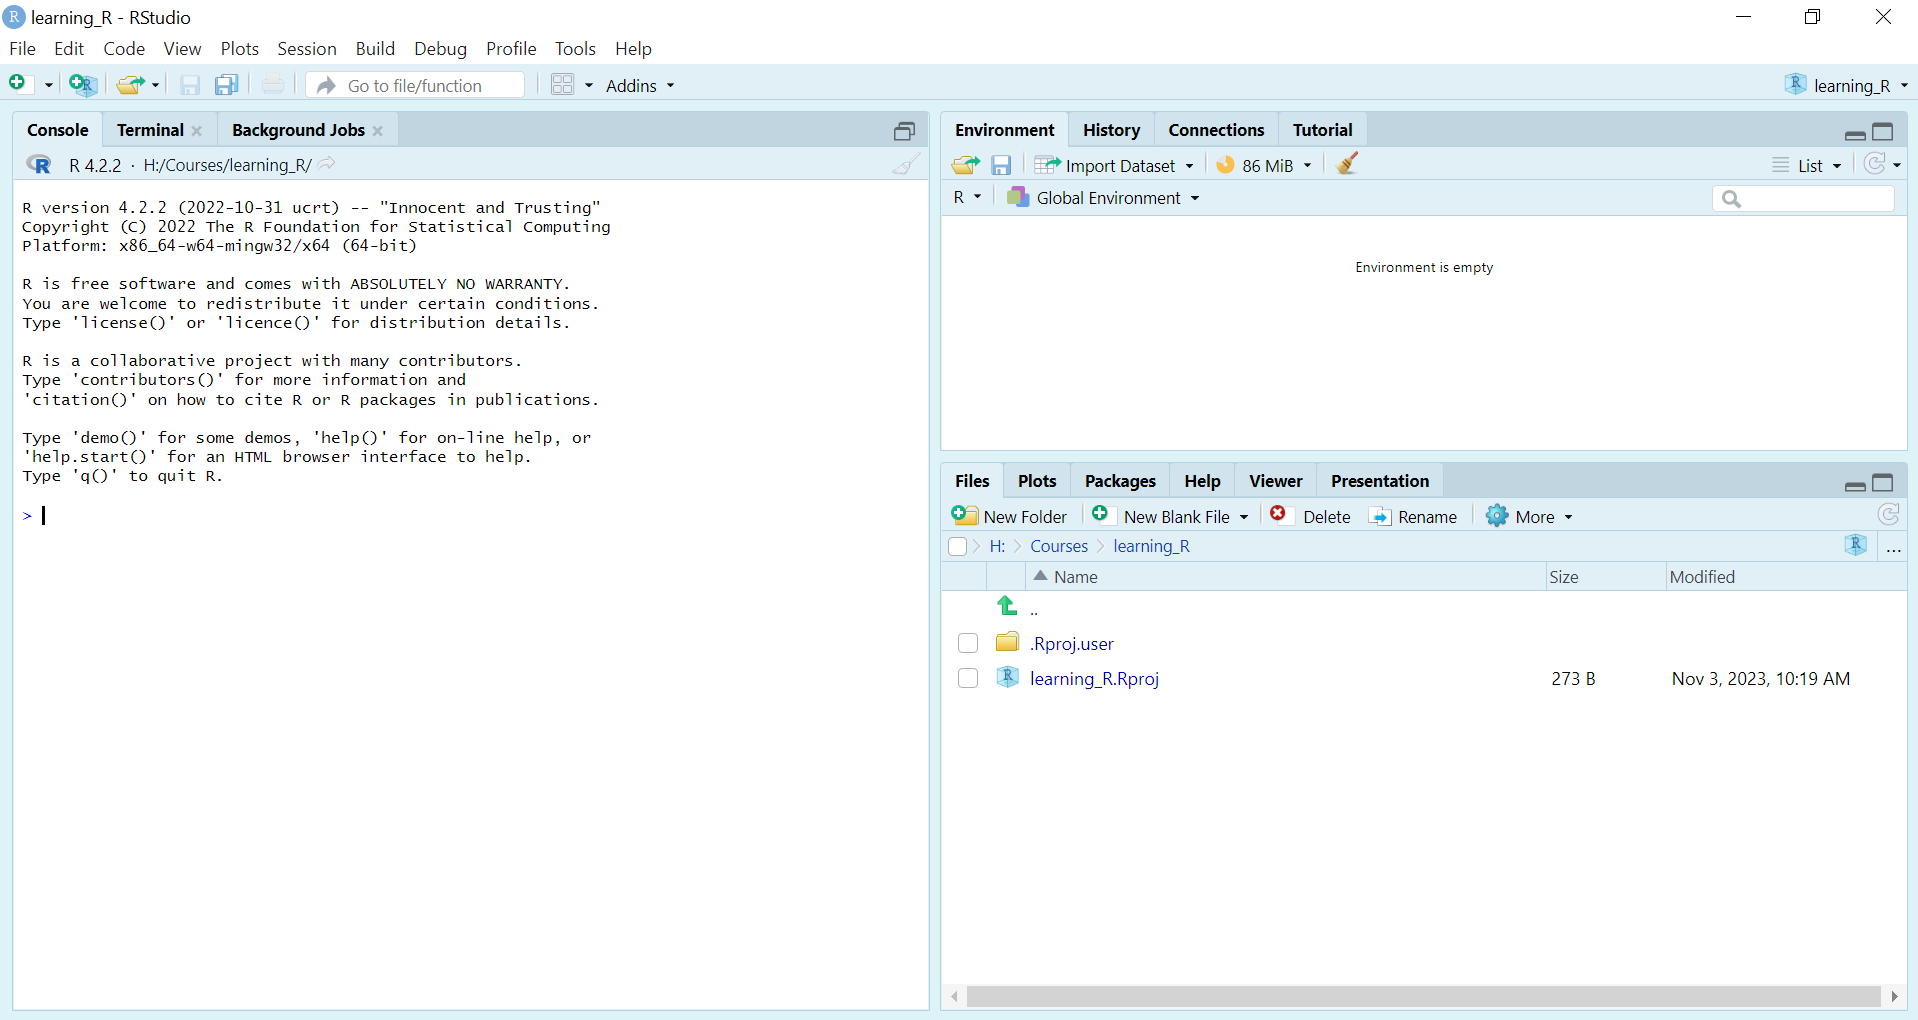 learning_R - RStudio
File Edit Code View Plots Session Build Debug Profile Tools Help
Go to file/function Addins learning_R
Console Terminal Background Jobs
R 4.2.2 · H:/Courses/learning_R/
R version 4.2.2 (2022-10-31 ucrt) -- "Innocent and Trusting"
Copyright (C) 2022 The R Foundation for Statistical Computing
Platform: x86_64-w64-mingw32/x64 (64-bit)
R is free software and comes with ABSOLUTELY NO WARRANTY.
You are welcome to redistribute it under certain conditions.
Type 'license()' or 'licence()' for distribution details.
R is a collaborative project with many contributors.
Type 'contributors()' for more information and
'citation()' on how to cite R or R packages in publications.
Type 'demo()' for some demos, 'help()' for on-line help, or
'help.start()' for an HTML browser interface to help.
Type 'q()' to quit R.
>
Environment History Connections Tutorial
Import Dataset 86 MiB List
R Global Environment
Environment is empty
Files Plots Packages Help Viewer Presentation
New Folder New Blank File Delete Rename More
H: Courses learning_R ...
Name Size Modified
..
.Rproj.user
learning_R.Rproj 273 B Nov 3, 2023, 10:19 AM